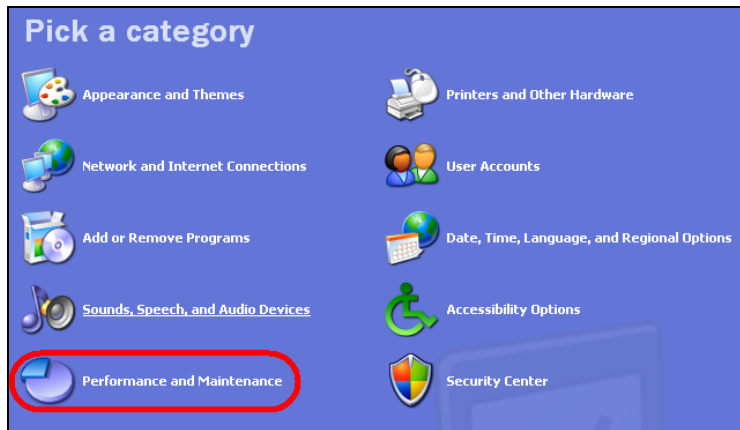 Pick a category
Appearance and Themes
Printers and Other Hardware
Network and Internet Connections
User Accounts
Add or Remove Programs
Date, Time, Language, and Regional Options
Sounds, Speech, and Audio Devices
Accessibility Options
Performance and Maintenance
Security Center